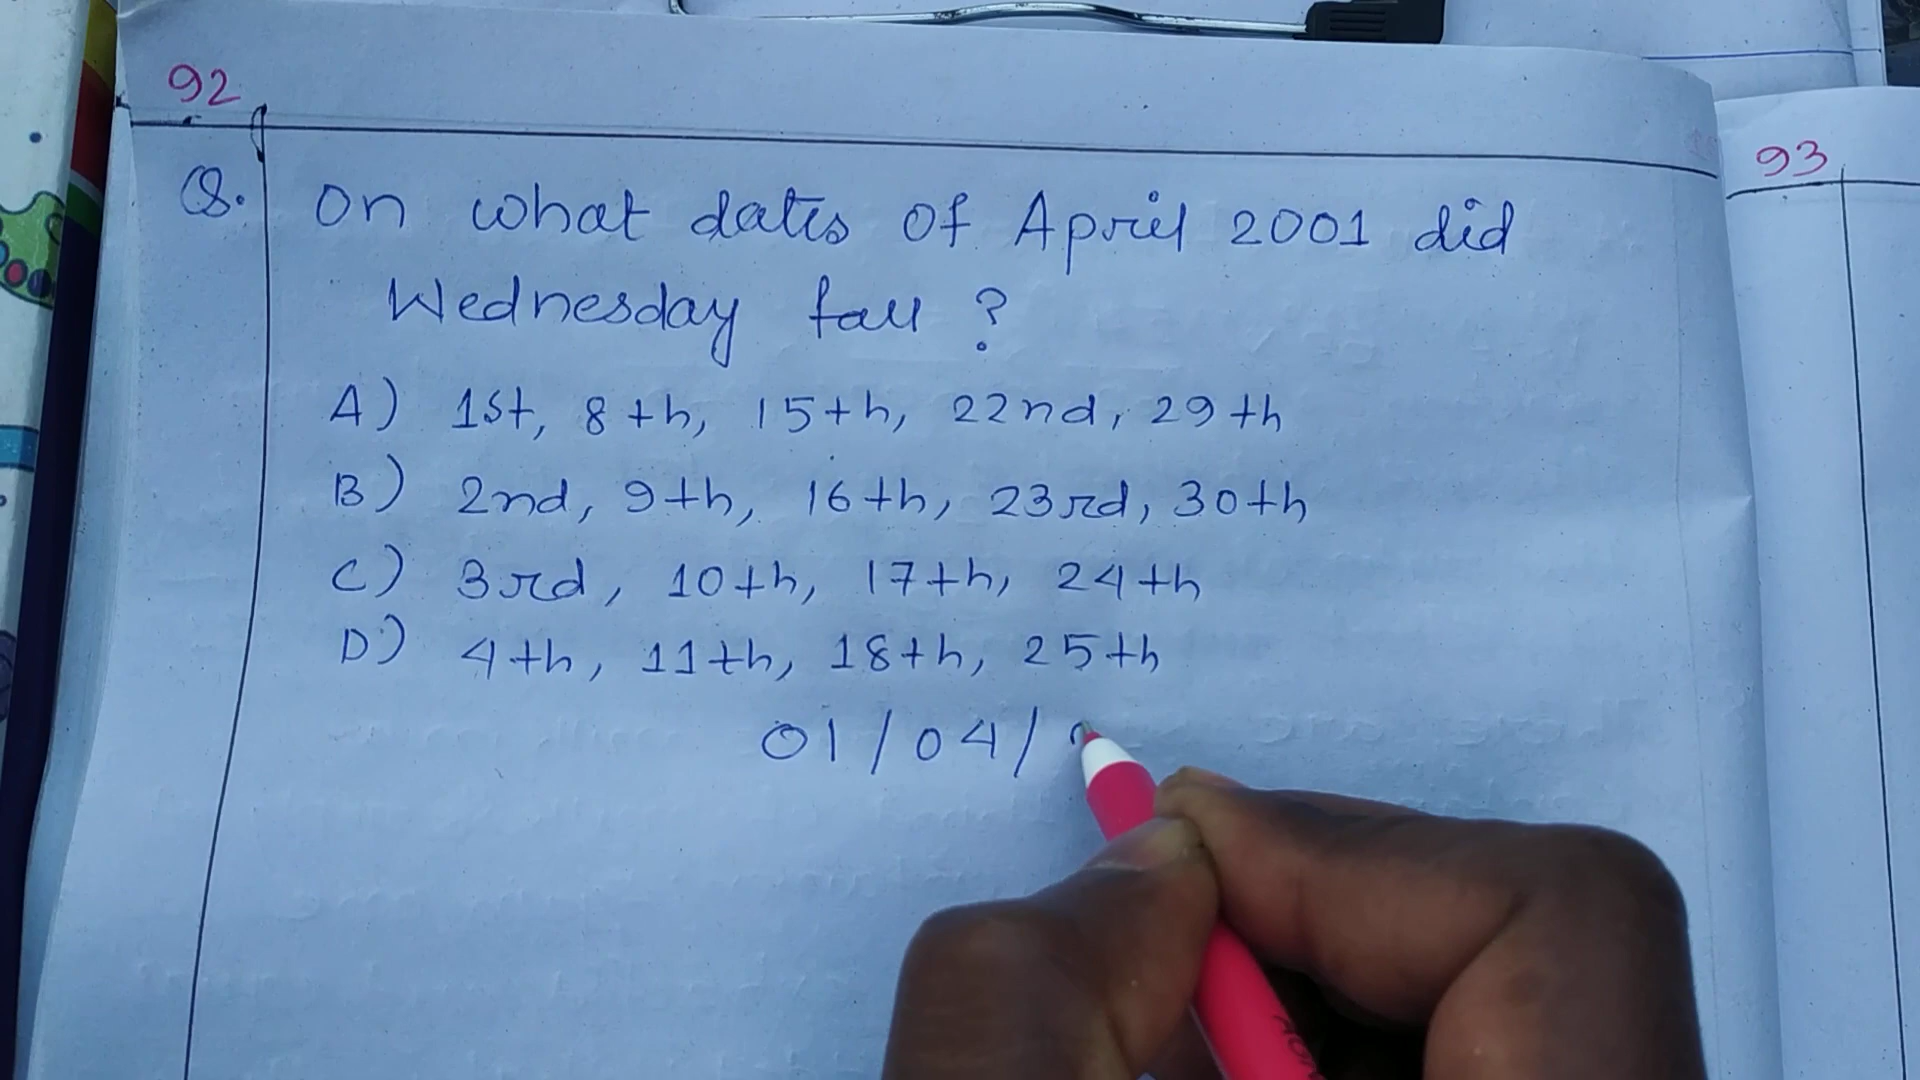 92
93
Q. On what dates of April 2001 did
Wednesday fall ?
A) 1st, 8th, 15th, 22nd, 29th
B) 2nd, 9th, 16th, 23rd, 30th
C) 3rd, 10th, 17th, 24th
D) 4th, 11th, 18th, 25th
01/04/